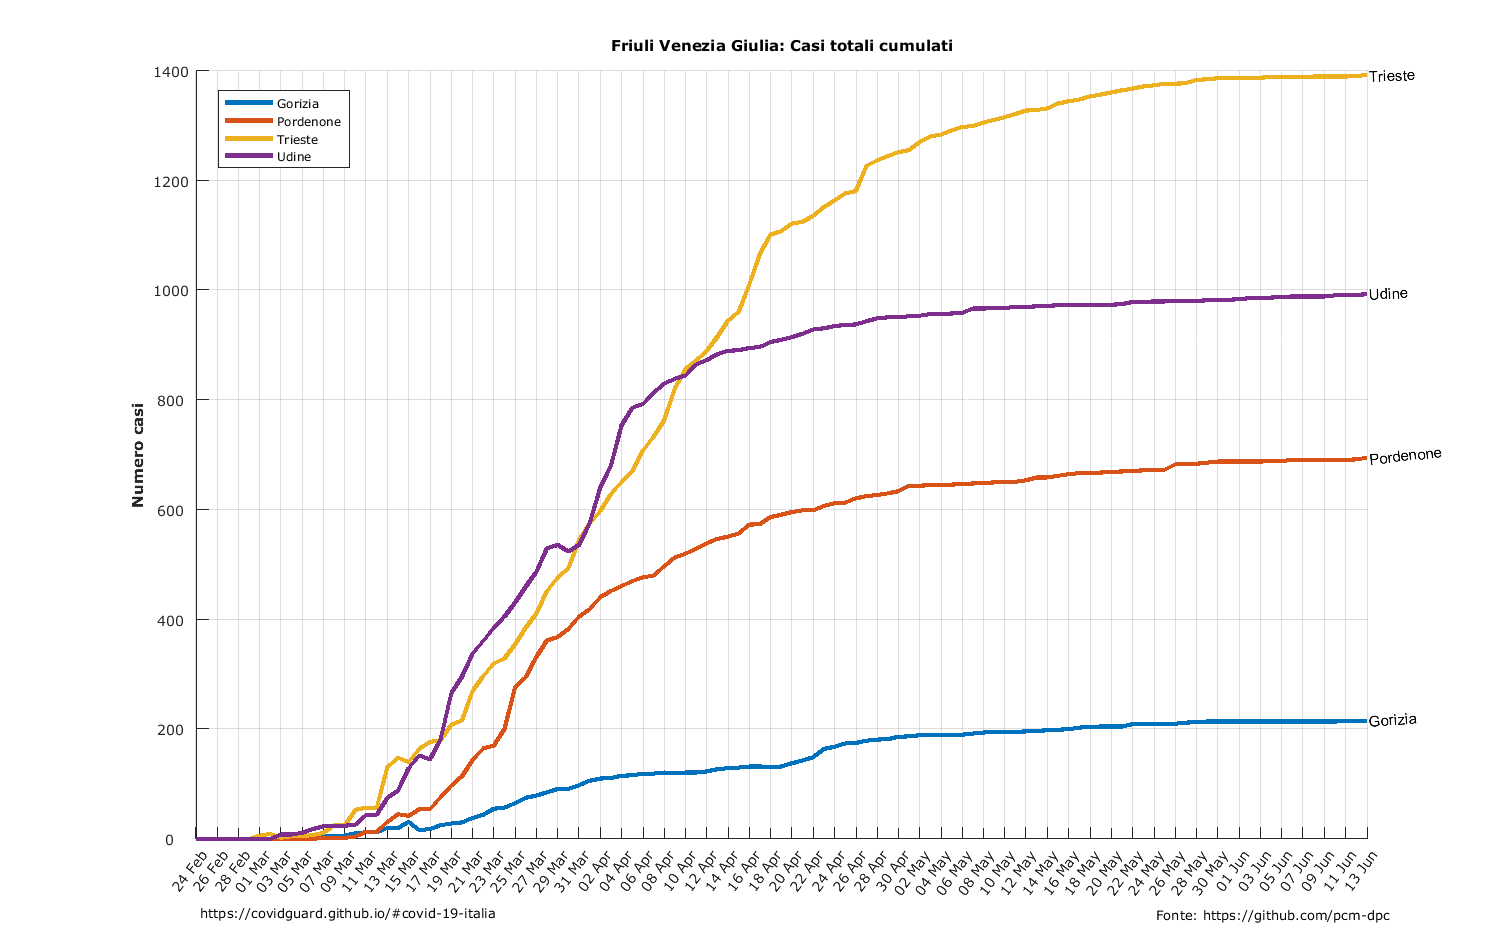 Friuli Venezia Giulia: Casi totali cumulati
1400
1200
1000
800
600
400
200
0
Numero casi
Gorizia
Pordenone
Trieste
Udine
Trieste
Udine
Pordenone
Gorizia
24 Feb
26 Feb
28 Feb
01 Mar
03 Mar
05 Mar
07 Mar
09 Mar
11 Mar
13 Mar
15 Mar
17 Mar
19 Mar
21 Mar
23 Mar
25 Mar
27 Mar
29 Mar
31 Mar
02 Apr
04 Apr
06 Apr
08 Apr
10 Apr
12 Apr
14 Apr
16 Apr
18 Apr
20 Apr
22 Apr
24 Apr
26 Apr
28 Apr
30 Apr
02 May
04 May
06 May
08 May
10 May
12 May
14 May
16 May
18 May
20 May
22 May
24 May
26 May
28 May
30 May
01 Jun
03 Jun
05 Jun
07 Jun
09 Jun
11 Jun
13 Jun
https://covidguard.github.io/#covid-19-italia
Fonte: https://github.com/pcm-dpc